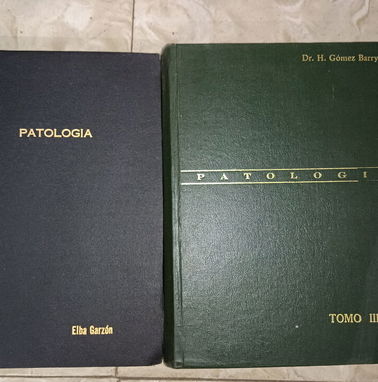 PATOLOGIA
Elba Garzón
Dr. H. Gómez Barry
PATOLOGI
TOMO III